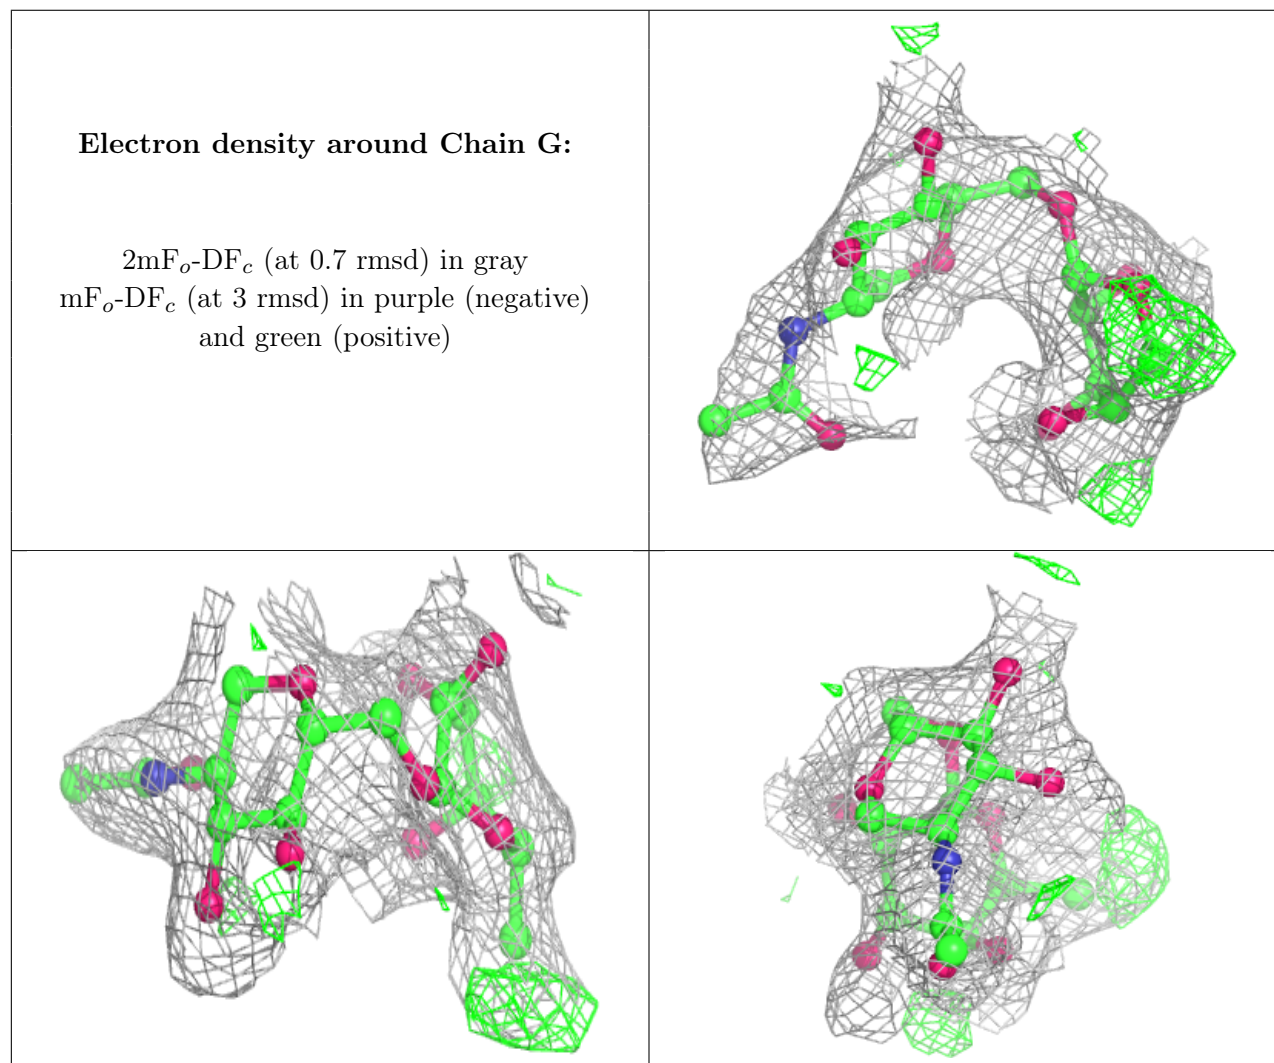 Electron density around Chain G:
2mFo-DFc (at 0.7 rmsd) in gray
mFo-DFc (at 3 rmsd) in purple (negative)
and green (positive)